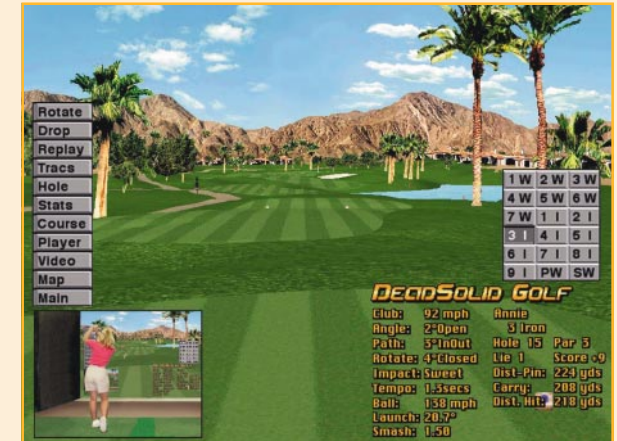 Rotate
Drop
Replay
Tracs
Hole
Stats
Course
Player
Video
Map
Main
1 W 2 W 3 W
4 W 5 W 6 W
7 W 1 I 2 I
3 I 4 I 5 I
6 I 7 I 8 I
9 I PW SW
DEADSOLID GOLF
Club: 92 mph Annie
Angle: 2°Open 3 Iron
Path: 3°InOut Hole 15 Par 3
Rotate: 4°Closed Lie 1 Score +9
Impact: Sweet Dist-Pin: 224 yds
Tempo: 1.3secs Carry: 208 yds
Ball: 138 mph Dist. Hit: 218 yds
Launch: 20.7°
Smash: 1.50